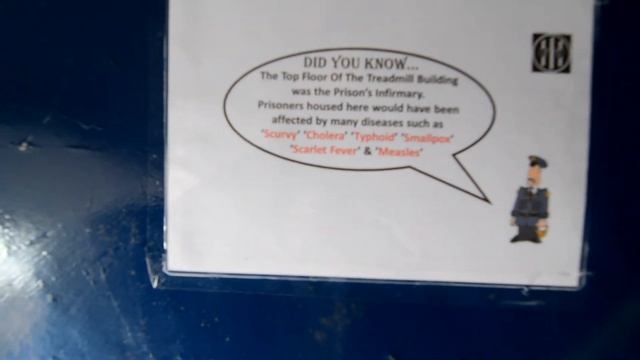 DID YOU KNOW...
The Top Floor Of The Treadmill Building
was the Prison's Infirmary.
Prisoners housed here would have been
affected by many diseases such as
'Scurvy' 'Cholera' 'Typhoid' 'Smallpox'
'Scarlet Fever' & 'Measles'